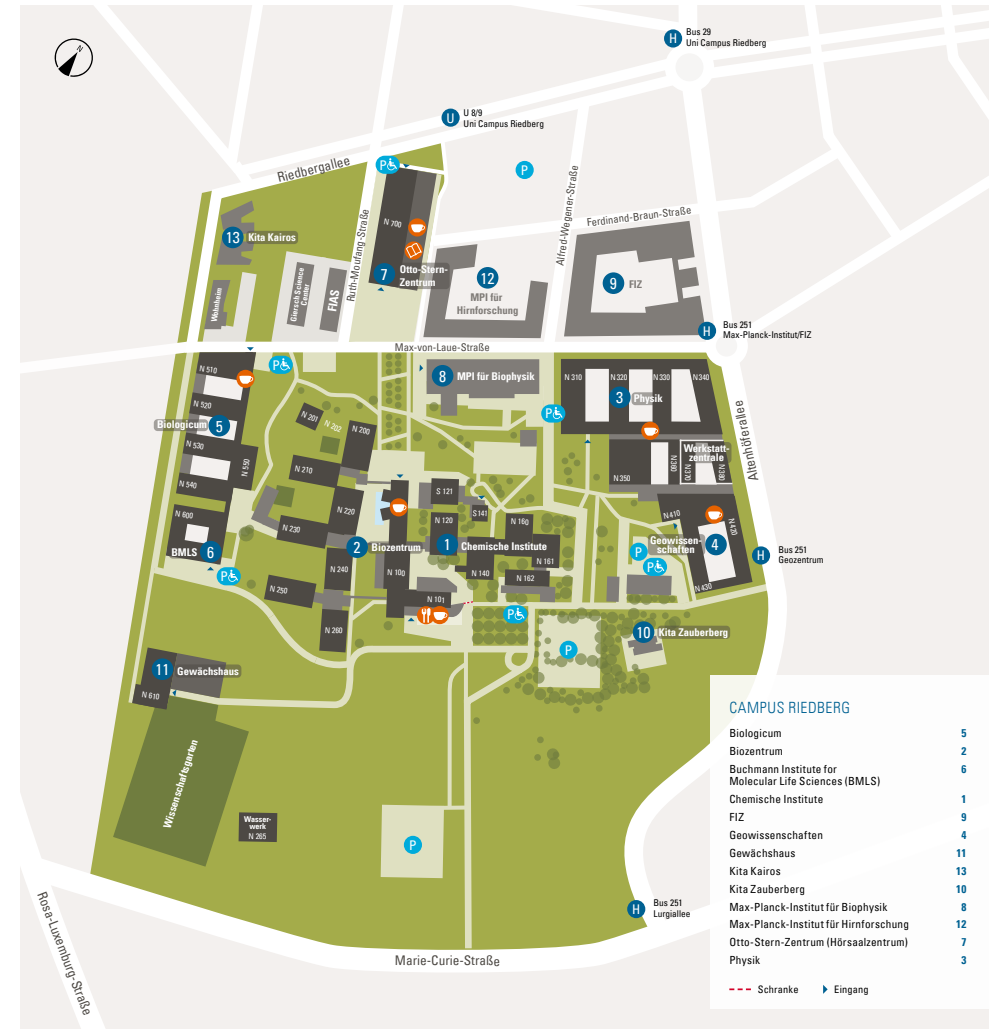 N
H Bus 29
Uni Campus Riedberg
U U 8/9
Uni Campus Riedberg
Riedbergallee
P
P
Alfred-Wegener-Straße
Ferdinand-Braun-Straße
Ruth-Moufang-Straße
N 700
13 Kita Kairos
7 Otto-Stern-
Zentrum
12
MPI für
Hirnforschung
9 FIZ
Wohnheim
Giersch Science
Center
FIAS
H Bus 251
Max-Planck-Institut/FIZ
Max-von-Laue-Straße
Altenhöferallee
N 510
P
8 MPI für Biophysik
N 310
N 320
N 330
N 340
3 Physik
N 520
Biologicum 5
N 530
N 540
N 550
N 201
N 202
N 200
P
Werkstatt-
zentrale
N 350
N 360
N 370
N 380
N 210
N 220
N 230
S 121
S141
N 120
N 160
N 161
N 140
N 162
N 600
BMLS 6
2 Biozentrum
1 Chemische Institute
N 410
N 420
N 430
Geowissen-
schaften 4
P
P
H Bus 251
Geozentrum
P
N 240
N 250
N 260
N 100
N 101
P
P
10 Kita Zauberberg
11 Gewächshaus
N 610
Wissenschaftsgarten
Wasser-
werk
N 265
P
H Bus 251
Lurgiallee
Rosa-Luxemburg-Straße
Marie-Curie-Straße
CAMPUS RIEDBERG
Biologicum 5
Biozentrum 2
Buchmann Institute for 6
Molecular Life Sciences (BMLS)
Chemische Institute 1
FIZ 9
Geowissenschaften 4
Gewächshaus 11
Kita Kairos 13
Kita Zauberberg 10
Max-Planck-Institut für Biophysik 8
Max-Planck-Institut für Hirnforschung 12
Otto-Stern-Zentrum (Hörsaalzentrum) 7
Physik 3
Schranke Eingang